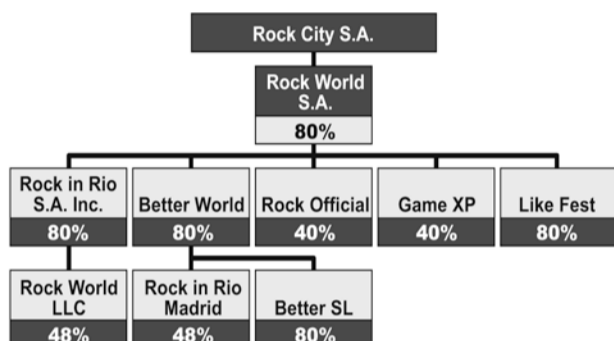 Rock City S.A.
Rock World
S.A.
80%
Rock in Rio
S.A. Inc.
80%
Better World
80%
Rock Official
40%
Game XP
40%
Like Fest
80%
Rock World
LLC
48%
Rock in Rio
Madrid
48%
Better SL
80%